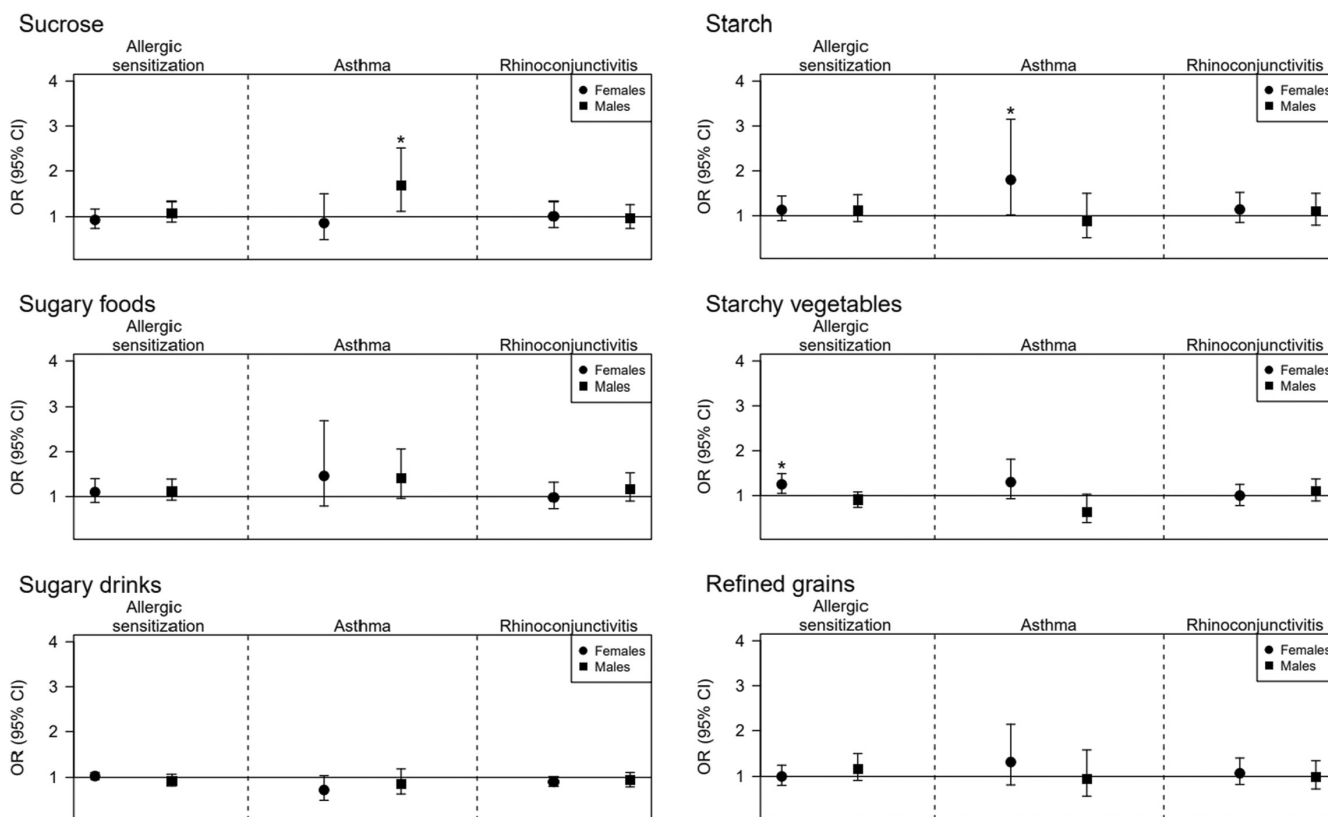 Sucrose
Allergic
sensitization
Asthma
Rhinoconjunctivitis
OR (95% CI)
4
3
2
1
Females
Males
*
Starch
Allergic
sensitization
Asthma
Rhinoconjunctivitis
OR (95% CI)
4
3
2
1
Females
Males
*
Sugary foods
Allergic
sensitization
Asthma
Rhinoconjunctivitis
OR (95% CI)
4
3
2
1
Females
Males
Starchy vegetables
Allergic
sensitization
Asthma
Rhinoconjunctivitis
OR (95% CI)
4
3
2
1
Females
Males
*
Sugary drinks
Allergic
sensitization
Asthma
Rhinoconjunctivitis
OR (95% CI)
4
3
2
1
Females
Males
Refined grains
Allergic
sensitization
Asthma
Rhinoconjunctivitis
OR (95% CI)
4
3
2
1
Females
Males